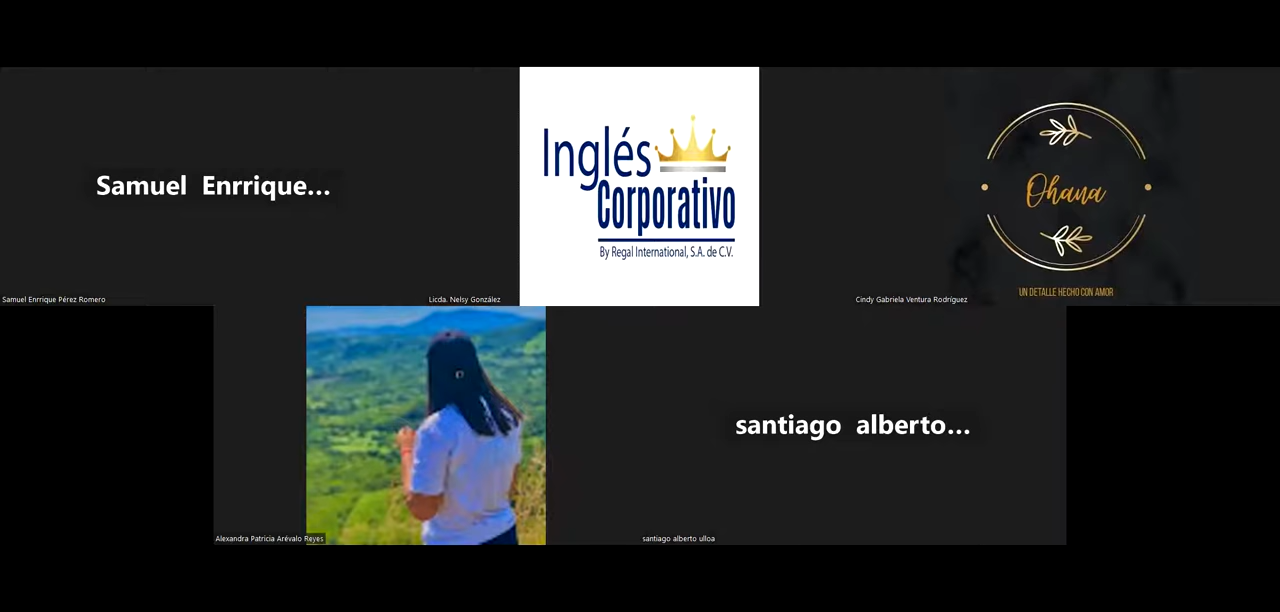 Samuel Enrrique...
Samuel Enrrique Pérez Romero
Inglés
Corporativo
By Regal International, S.A. de C.V.
Licda. Nelsy González
Ohana
UN DETALLE HECHO CON AMOR
Cindy Gabriela Ventura Rodríguez
Alexandra Patricia Arévalo Reyes
santiago alberto...
santiago alberto ulloa